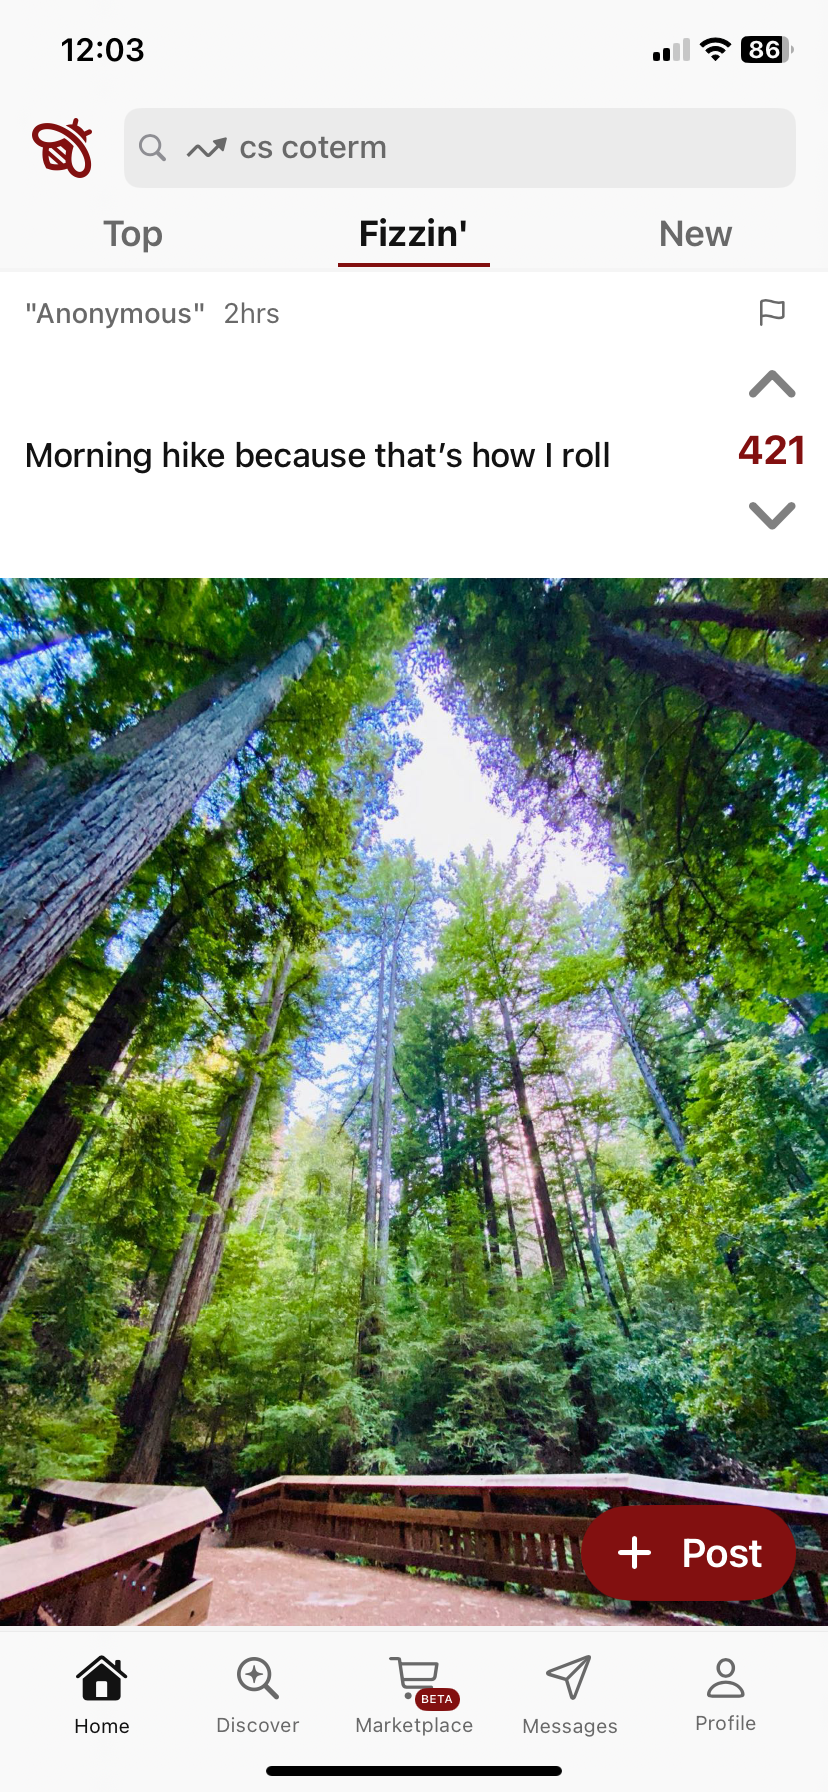 12:03
86
cs coterm
Top Fizzin' New
"Anonymous" 2hrs
Morning hike because that’s how I roll
421
+ Post
BETA
Home Discover Marketplace Messages Profile